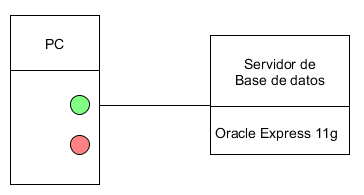 PC
Servidor de
Base de datos
Oracle Express 11g